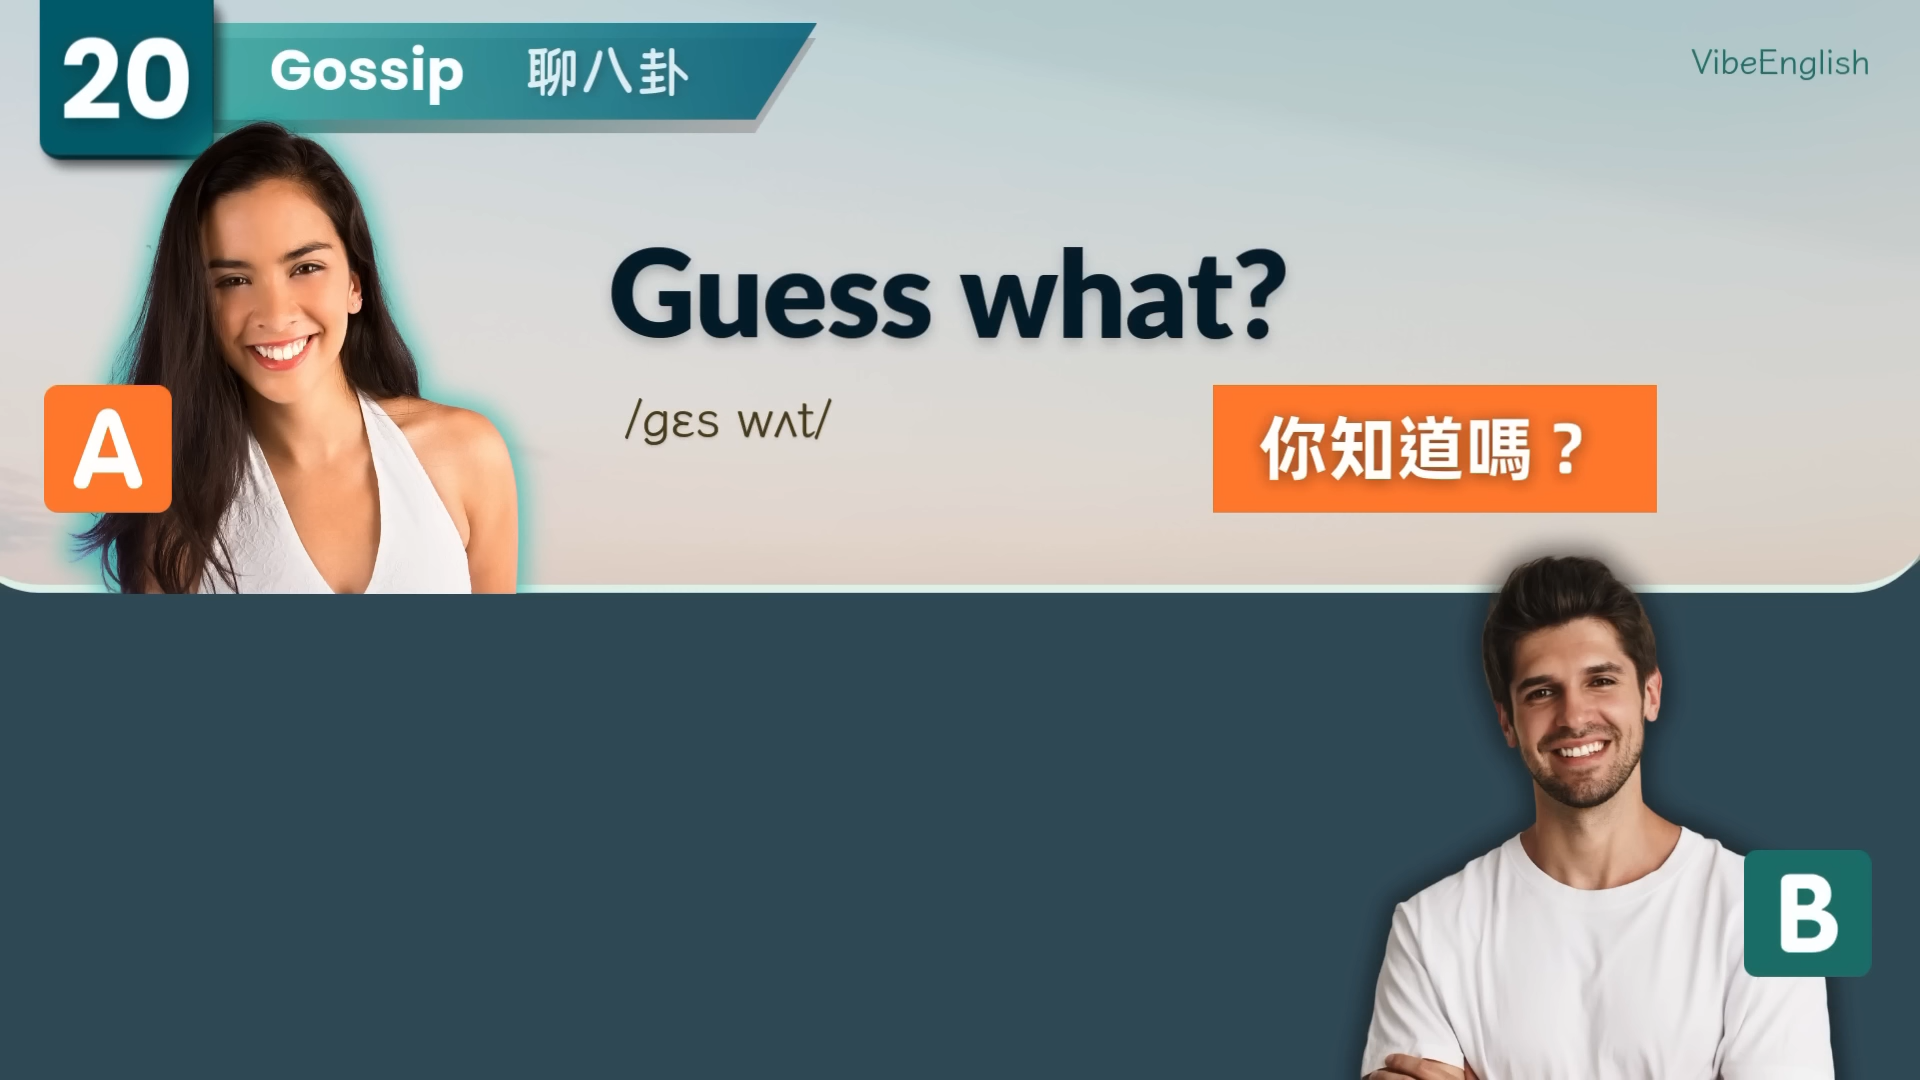 20
Gossip 聊八卦
VibeEnglish
Guess what?
/gɛs wʌt/
你知道嗎？
A
B